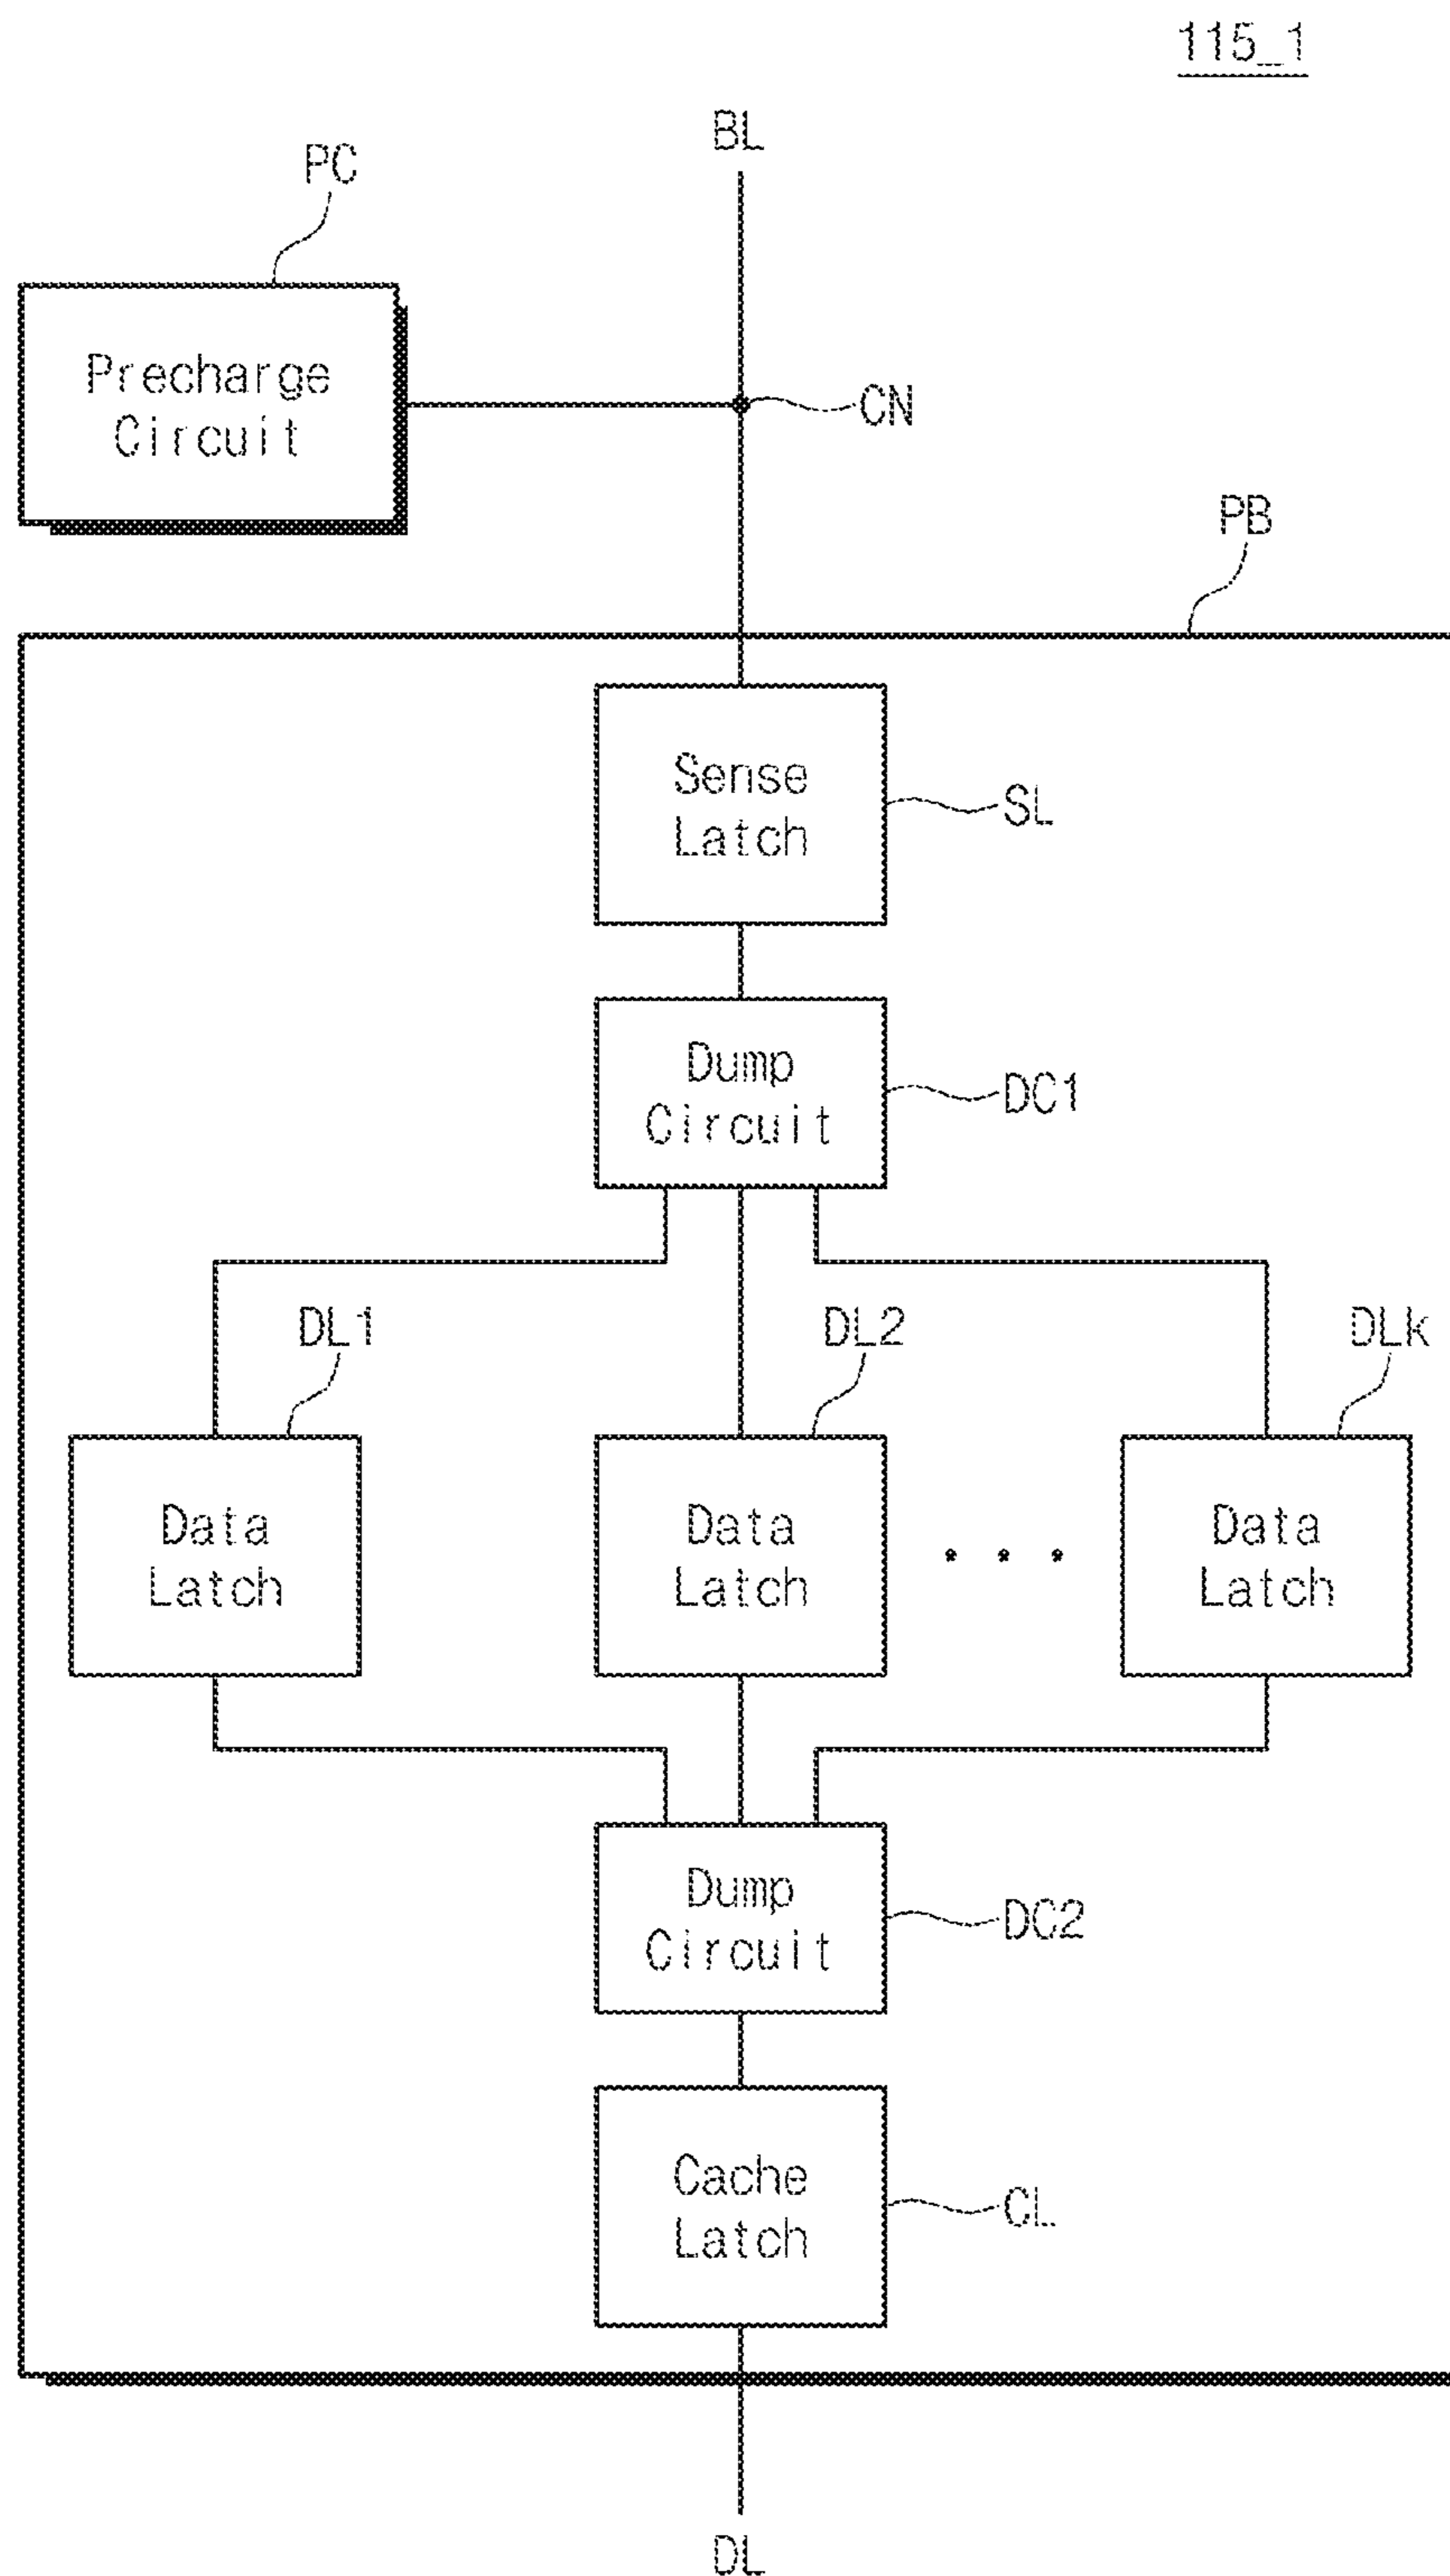 115_1
BL
PC
Precharge
Circuit
CN
PB
Sense
Latch
SL
Dump
Circuit
DC1
DL1
DL2
DLk
Data
Latch
Data
Latch
. . .
Data
Latch
Dump
Circuit
DC2
Cache
Latch
CL
DL